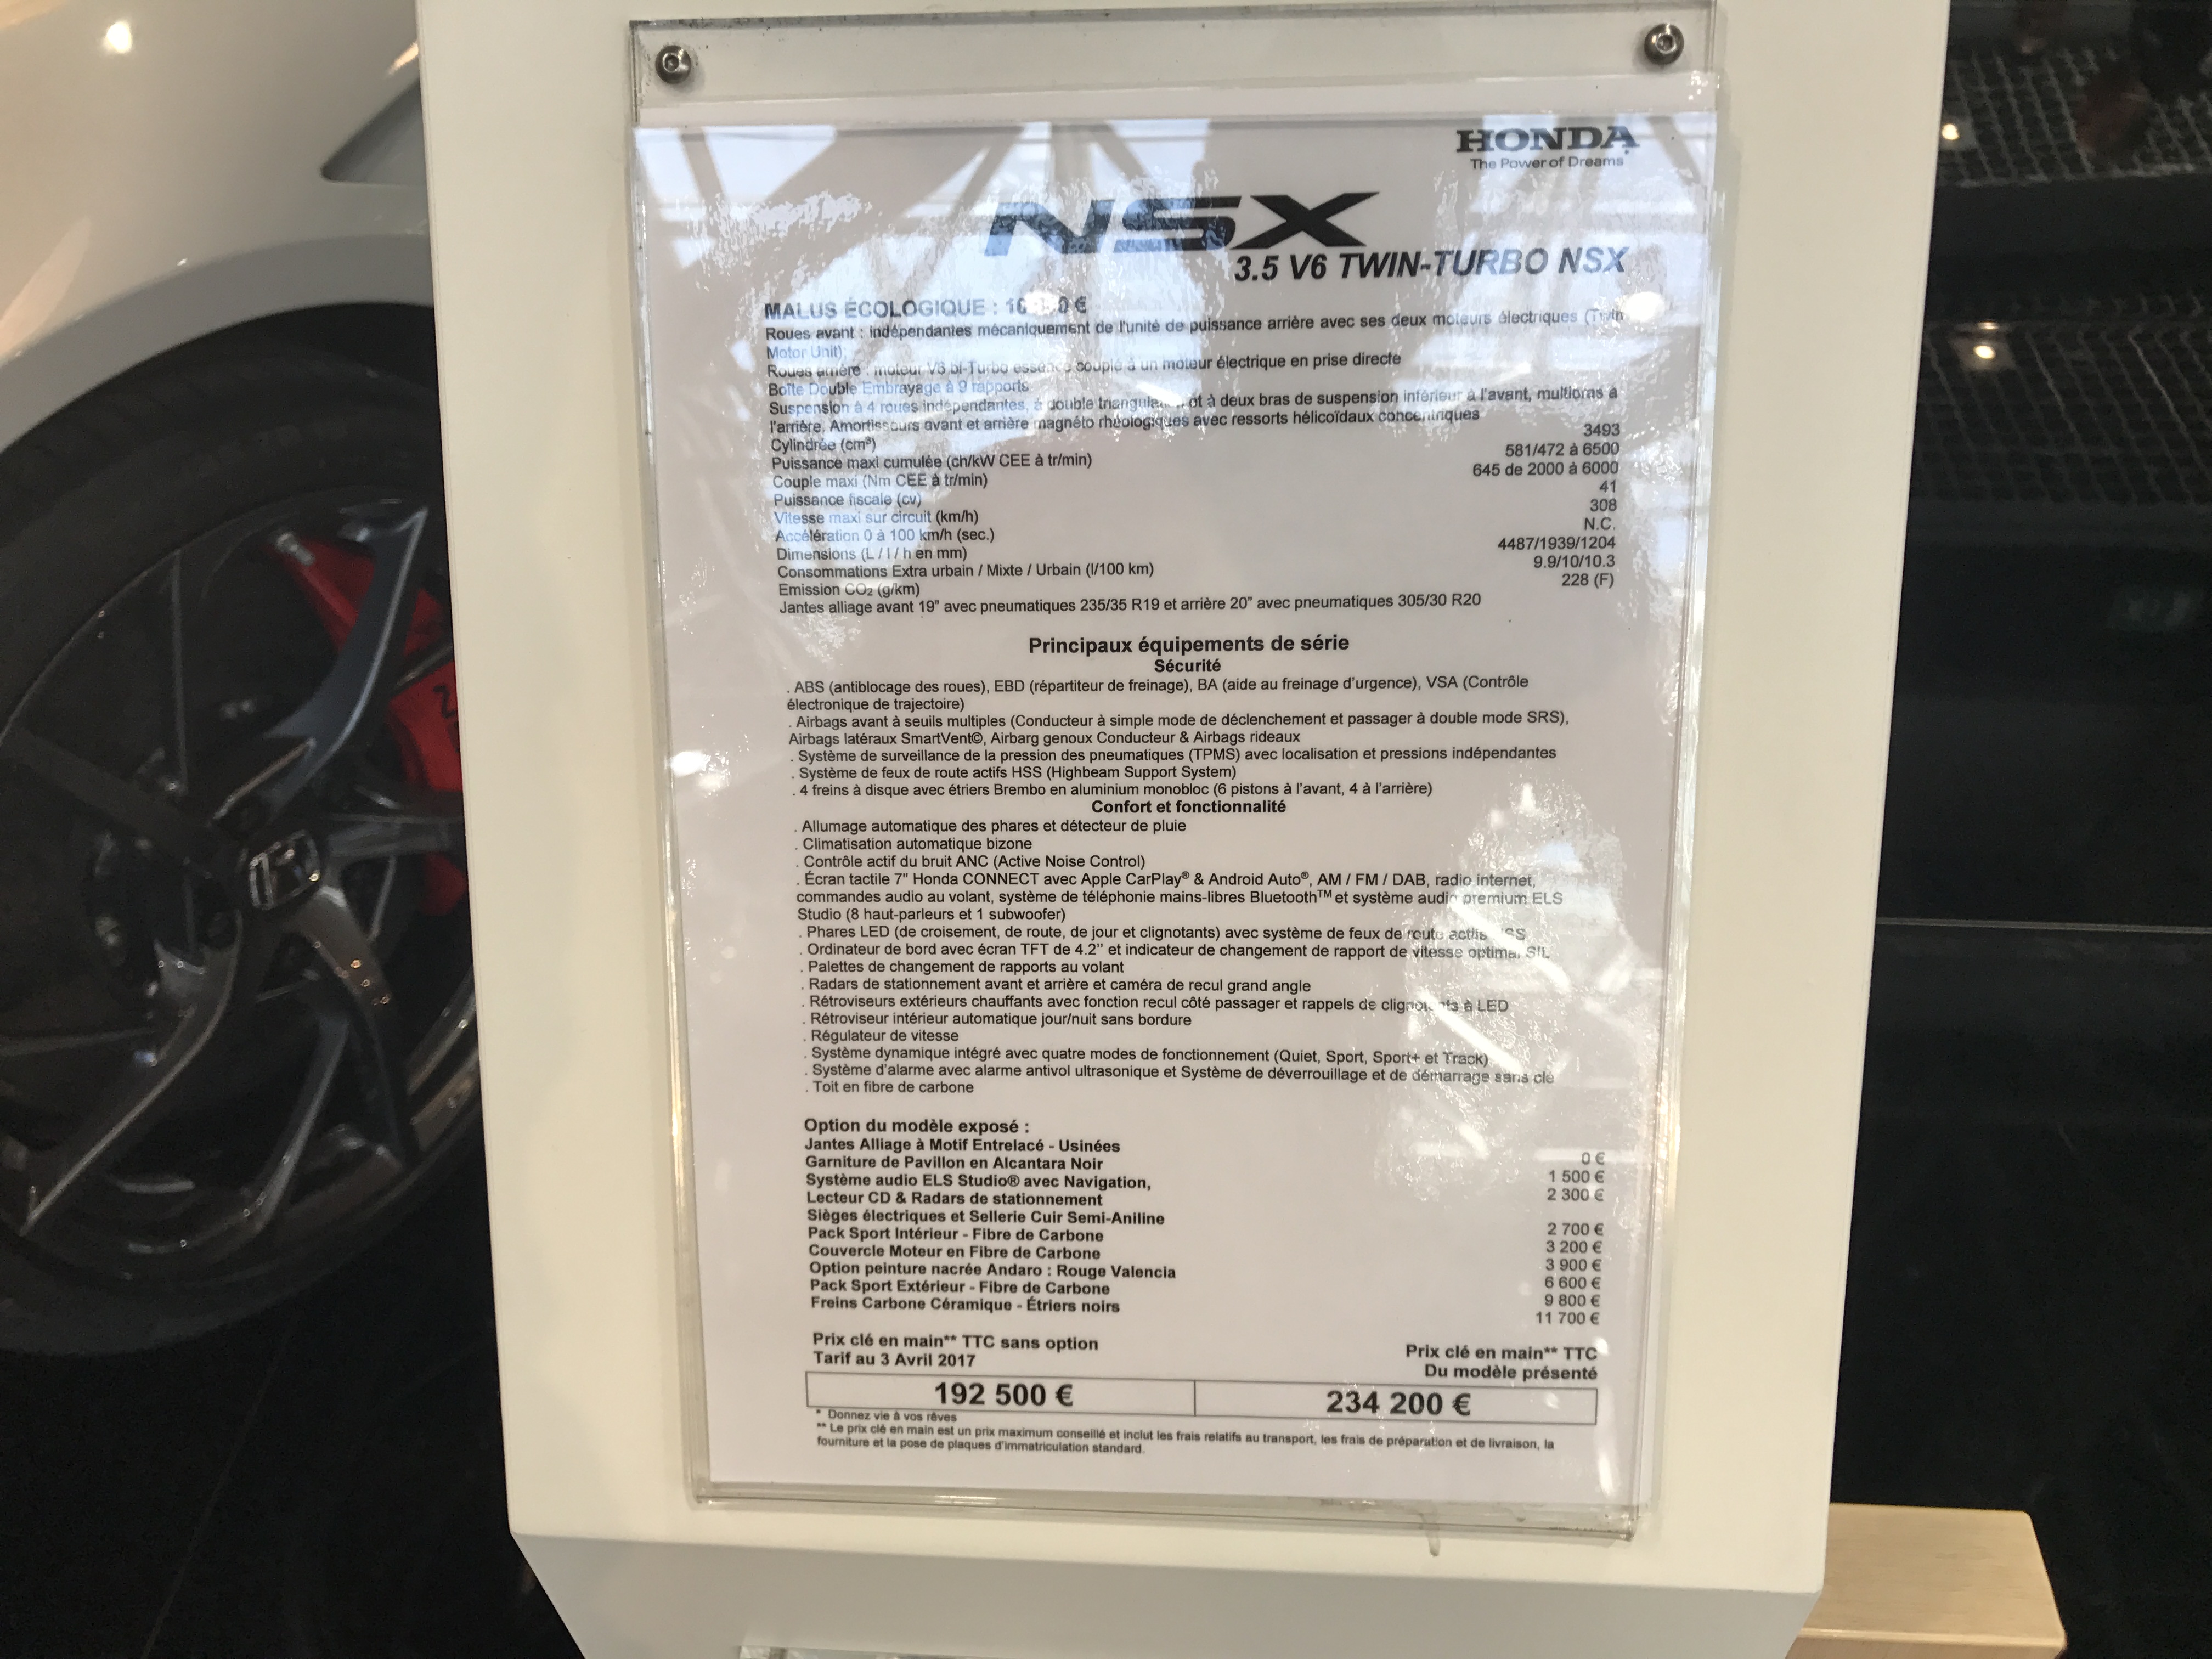 HONDA
The Power of Dreams
NSX
3.5 V6 TWIN-TURBO NSX
MALUS ÉCOLOGIQUE : €
Roues avant : indépendantes mécaniquement de l'unité de puissance arrière avec ses deux moteurs électriques (Twin
Motor Unit);
Roues arrière : moteur V6 bi-Turbo essence couplé à un moteur électrique en prise directe
Boîte Double Embrayage à 9 rapports
Suspension à 4 roues indépendantes, à double à deux bras de suspension inférieur à l'avant, multibras à
l'arrière. Amortisseurs avant et arrière magnéto rhéologiques avec ressorts hélicoïdaux concentriques
Cylindrée (cm³) 3493
Puissance maxi cumulée (ch/kW CEE à tr/min) 581/472 à 6500
Couple maxi (Nm CEE à tr/min) 645 de 2000 à 6000
Puissance fiscale (cv) 41
Vitesse maxi sur circuit (km/h) 308
Accélération 0 à 100 km/h (sec.) N.C.
Dimensions (L / l / h en mm) 4487/1939/1204
Consommations Extra urbain / Mixte / Urbain (l/100 km) 9.9/10/10.3
Emission CO₂ (g/km) 228 (F)
Jantes alliage avant 19" avec pneumatiques 235/35 R19 et arrière 20" avec pneumatiques 305/30 R20
Principaux équipements de série
Sécurité
. ABS (antiblocage des roues), EBD (répartiteur de freinage), BA (aide au freinage d'urgence), VSA (Contrôle
électronique de trajectoire)
. Airbags avant à seuils multiples (Conducteur à simple mode de déclenchement et passager à double mode SRS),
Airbags latéraux SmartVent©, Airbarg genoux Conducteur & Airbags rideaux
. Système de surveillance de la pression des pneumatiques (TPMS) avec localisation et pressions indépendantes
. Système de feux de route actifs HSS (Highbeam Support System)
. 4 freins à disque avec étriers Brembo en aluminium monobloc (6 pistons à l'avant, 4 à l'arrière)
Confort et fonctionnalité
. Allumage automatique des phares et détecteur de pluie
. Climatisation automatique bizone
. Contrôle actif du bruit ANC (Active Noise Control)
. Écran tactile 7" Honda CONNECT avec Apple CarPlay® & Android Auto®, AM / FM / DAB, radio internet,
commandes audio au volant, système de téléphonie mains-libres Bluetooth™ et système audio premium ELS
Studio (8 haut-parleurs et 1 subwoofer)
. Phares LED (de croisement, de route, de jour et clignotants) avec système de feux de route actifs
. Ordinateur de bord avec écran TFT de 4.2" et indicateur de changement de rapport de vitesse optimal SIL
. Palettes de changement de rapports au volant
. Radars de stationnement avant et arrière et caméra de recul grand angle
. Rétroviseurs extérieurs chauffants avec fonction recul côté passager et rappels de clignotants à LED
. Rétroviseur intérieur automatique jour/nuit sans bordure
. Régulateur de vitesse
. Système dynamique intégré avec quatre modes de fonctionnement (Quiet, Sport, Sport+ et Track)
. Système d'alarme avec alarme antivol ultrasonique et Système de déverrouillage et de démarrage sans clé
. Toit en fibre de carbone
Option du modèle exposé :
Jantes Alliage à Motif Entrelacé - Usinées 0 €
Garniture de Pavillon en Alcantara Noir 1 500 €
Système audio ELS Studio® avec Navigation, 2 300 €
Lecteur CD & Radars de stationnement
Sièges électriques et Sellerie Cuir Semi-Aniline 2 700 €
Pack Sport Intérieur - Fibre de Carbone 3 200 €
Couvercle Moteur en Fibre de Carbone 3 900 €
Option peinture nacrée Andaro : Rouge Valencia 6 600 €
Pack Sport Extérieur - Fibre de Carbone 9 800 €
Freins Carbone Céramique - Étriers noirs 11 700 €
Prix clé en main** TTC sans option
Tarif au 3 Avril 2017
Prix clé en main** TTC
Du modèle présenté
192 500 € 234 200 €
* Donnez vie à vos rêves
** Le prix clé en main est un prix maximum conseillé et inclut les frais relatifs au transport, les frais de préparation et de livraison, la
fourniture et la pose de plaques d'immatriculation standard.